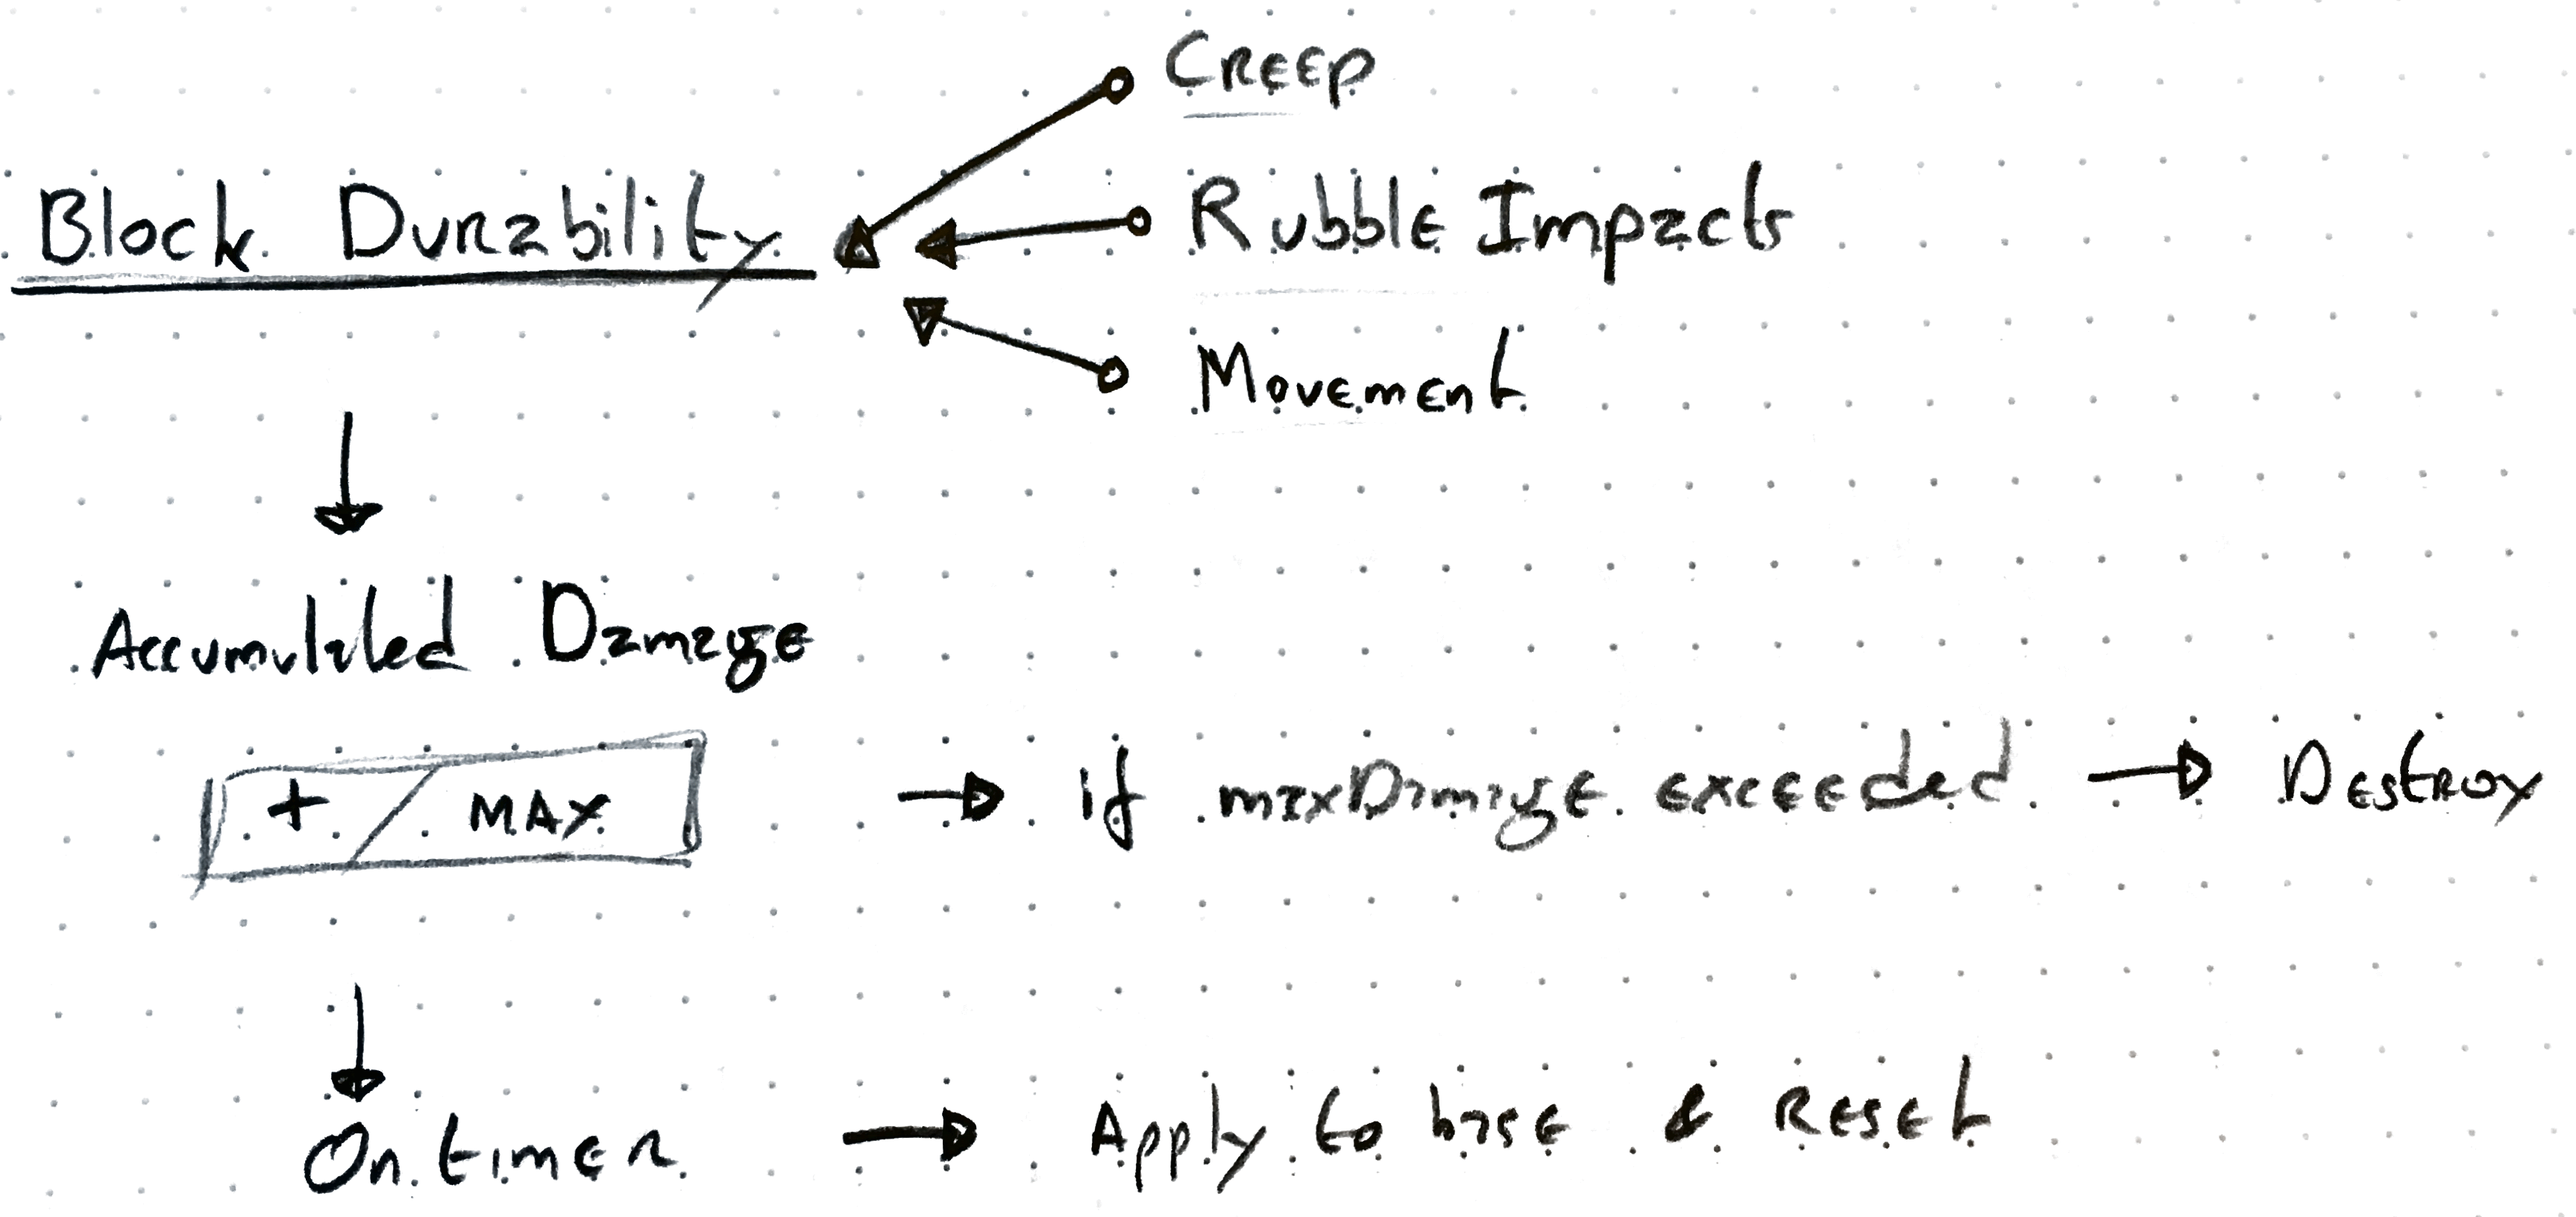 Creep
Block Durability
Rubble Impacts
Movement
Accumulated Damage
+ / MAX
if maxDamage exceeded
Destroy
On timer
Apply to base & Reset